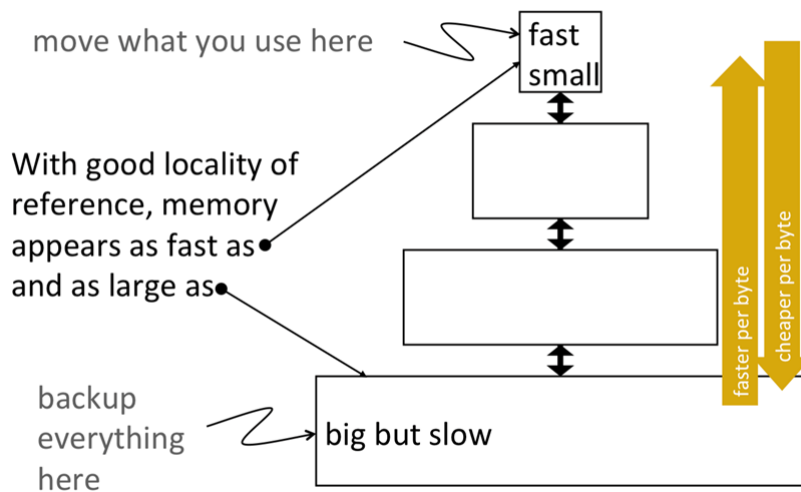 move what you use here
fast
small
With good locality of
reference, memory
appears as fast as
and as large as
faster per byte
cheaper per byte
backup
everything
here
big but slow